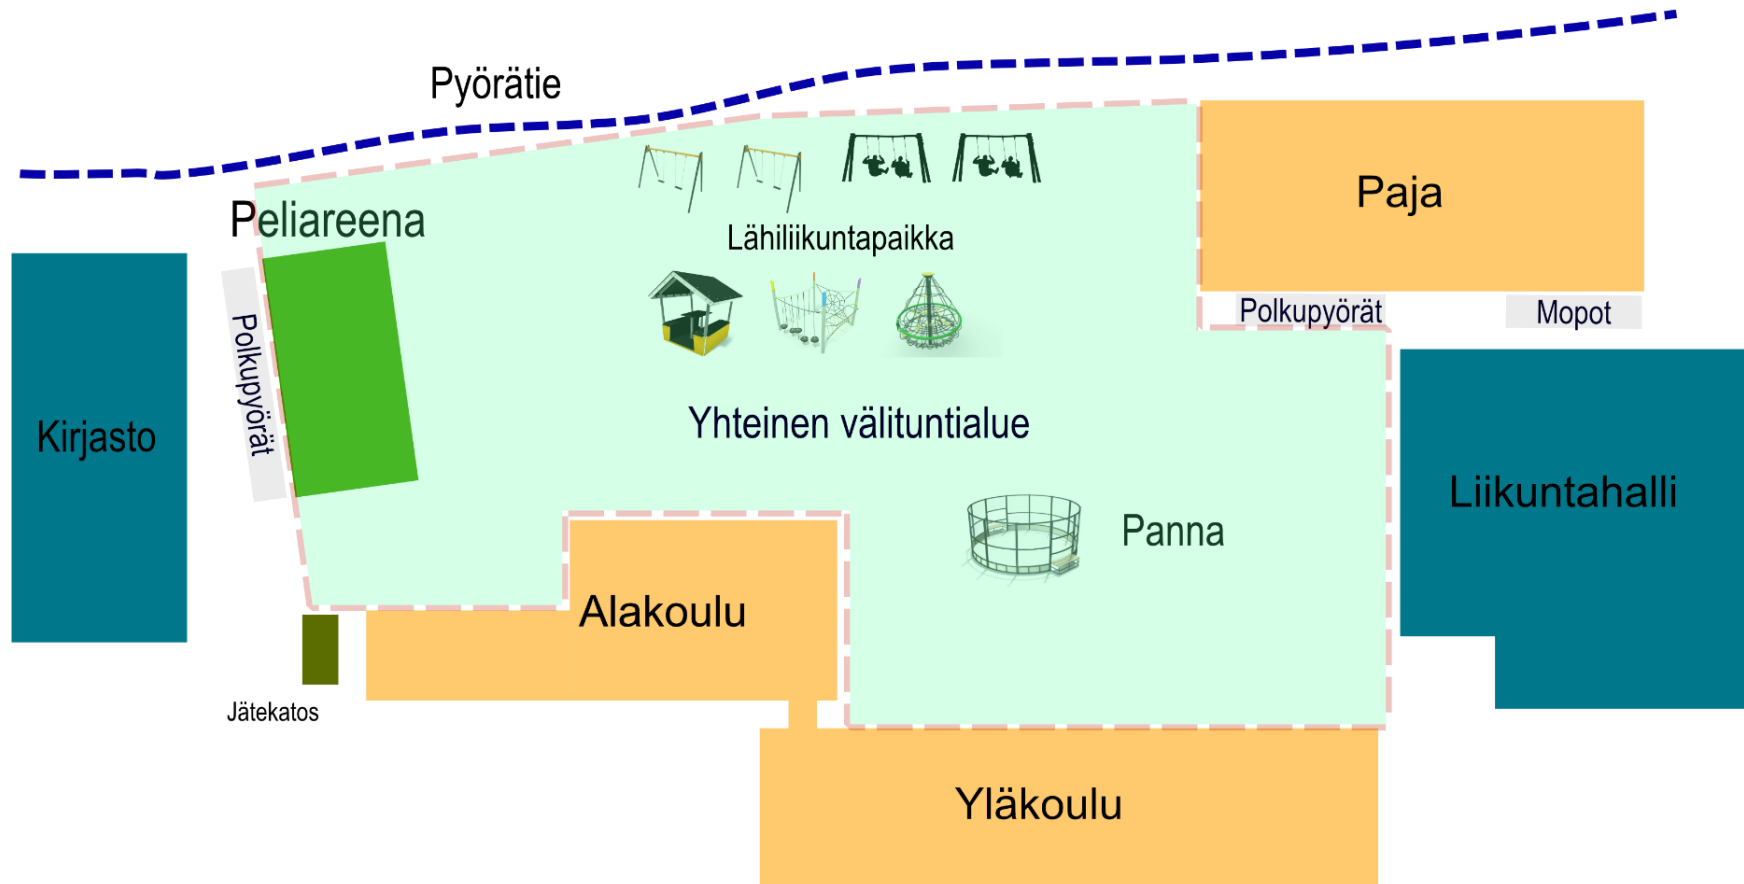 Pyörätie
Paja
Peliareena
Lähiliikuntapaikka
Polkupyörät
Mopot
Polkupyörät
Kirjasto
Yhteinen välituntialue
Liikuntahalli
Panna
Alakoulu
Jätekatos
Yläkoulu